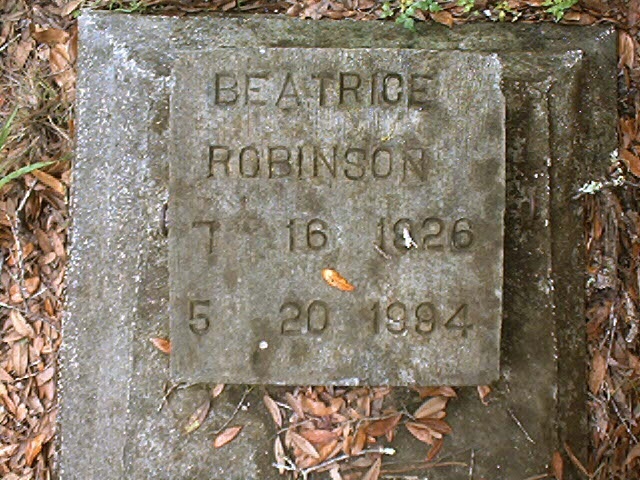 BEATRICE
ROBINSON
7 16 1926
5 20 1994